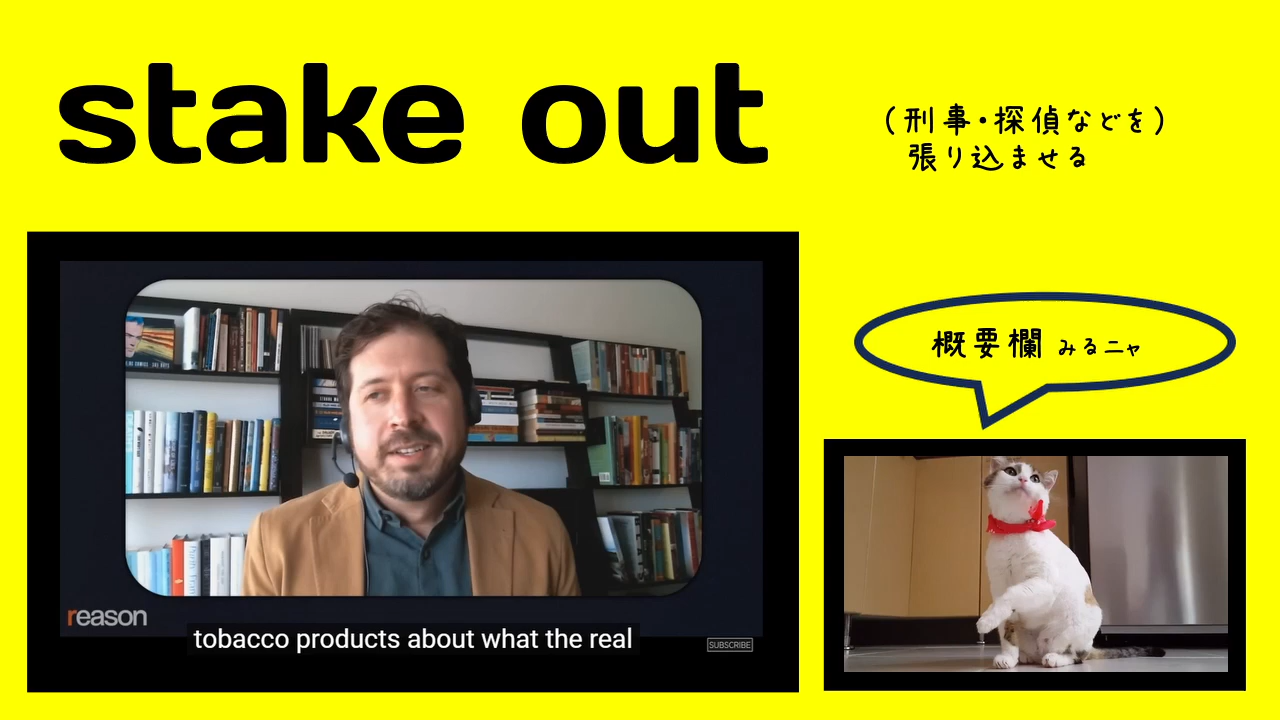 stake out
(刑事・探偵などを)
張り込ませる
概要欄 みるニャ
reason
tobacco products about what the real
SUBSCRIBE